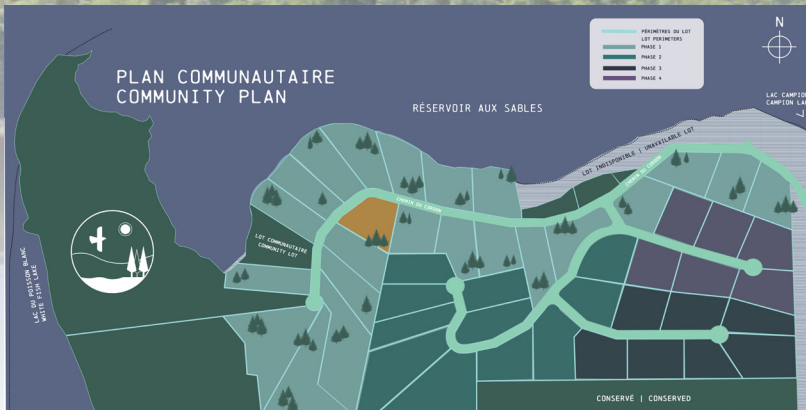 PLAN COMMUNAUTAIRE
COMMUNITY PLAN
PÉRIMÈTRES DU LOT
LOT PERIMETERS
PHASE 1
PHASE 2
PHASE 3
PHASE 4
N
LAC CAMPION
CAMPION LAKE
RÉSERVOIR AUX SABLES
LOT INDISPONIBLE | UNAVAILABLE LOT
CHEMIN DU
CHEMIN DU
LOT COMMUNAUTAIRE
COMMUNITY LOT
LAC DU POISSON BLANC
WHITE FISH LAKE
CONSERVÉ | CONSERVED